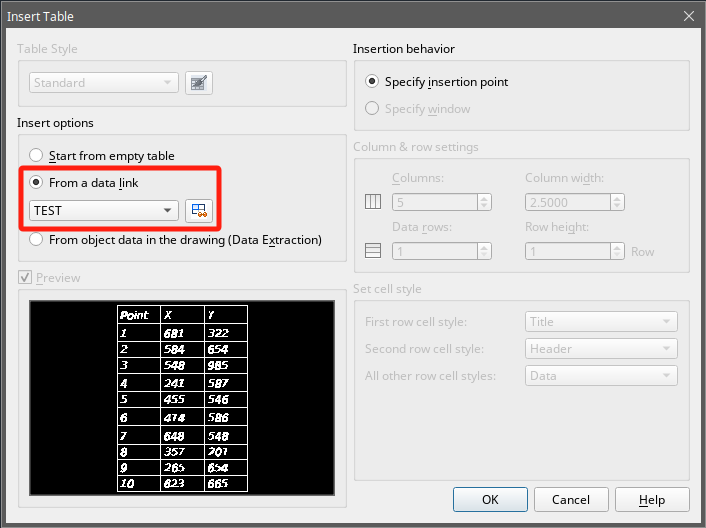 Insert Table
Table Style
Standard
Insert options
Start from empty table
From a data link
TEST
From object data in the drawing (Data Extraction)
Preview
Point X Y
1 681 322
2 584 654
3 548 985
4 241 587
5 455 546
6 474 586
7 648 548
8 357 201
9 265 654
10 623 665
Insertion behavior
Specify insertion point
Specify window
Column & row settings
Columns: Column width:
5 2.5000
Data rows: Row height:
1 1 Row
Set cell style
First row cell style: Title
Second row cell style: Header
All other row cell styles: Data
OK Cancel Help